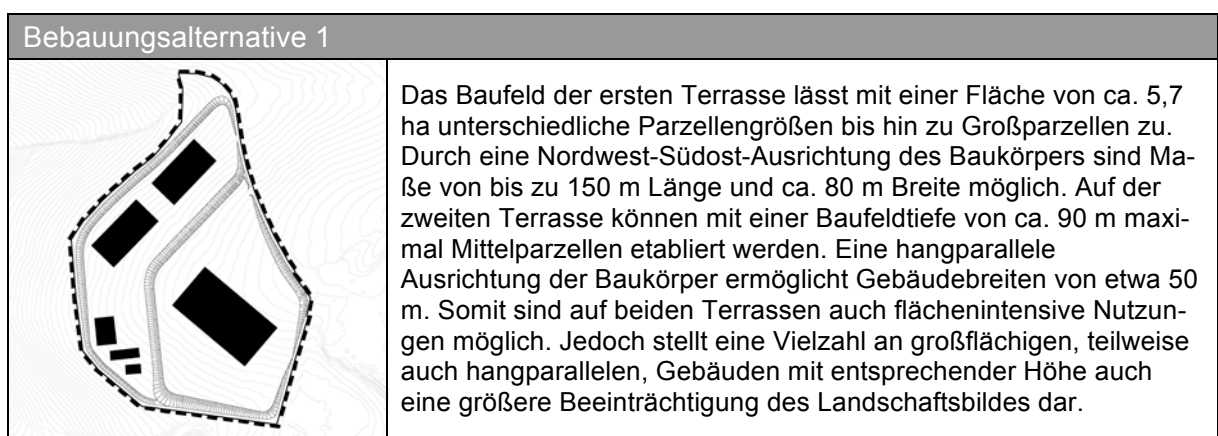 Bebauungsalternative 1
Das Baufeld der ersten Terrasse lässt mit einer Fläche von ca. 5,7
ha unterschiedliche Parzellengrößen bis hin zu Großparzellen zu.
Durch eine Nordwest-Südost-Ausrichtung des Baukörpers sind Ma-
ße von bis zu 150 m Länge und ca. 80 m Breite möglich. Auf der
zweiten Terrasse können mit einer Baufeldtiefe von ca. 90 m maxi-
mal Mittelparzellen etabliert werden. Eine hangparallele
Ausrichtung der Baukörper ermöglicht Gebäudebreiten von etwa 50
m. Somit sind auf beiden Terrassen auch flächenintensive Nutzun-
gen möglich. Jedoch stellt eine Vielzahl an großflächigen, teilweise
auch hangparallelen, Gebäuden mit entsprechender Höhe auch
eine größere Beeinträchtigung des Landschaftsbildes dar.